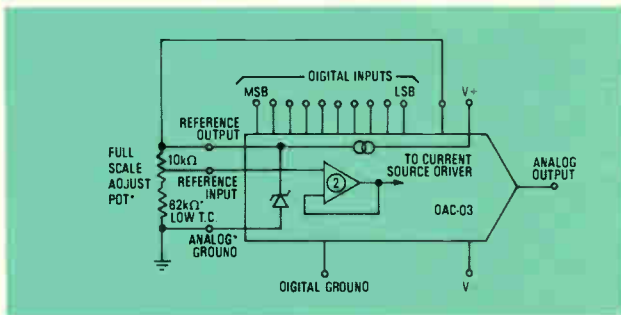 DIGITAL INPUTS
MSB
LSB
V+
REFERENCE
OUTPUT
FULL
SCALE
ADJUST
POT*
10kΩ
REFERENCE
INPUT
2
TO CURRENT
SOURCE DRIVER
ANALOG
OUTPUT
62kΩ*
LOW T.C.
DAC-03
ANALOG*
GROUND
DIGITAL GROUND
V-